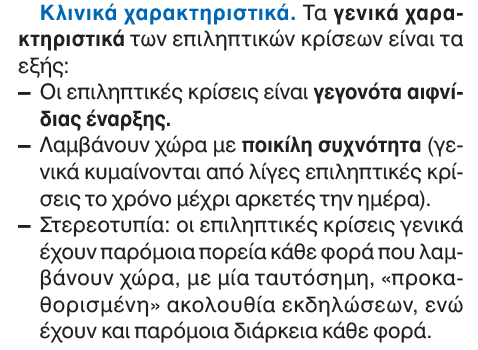 Κλινικά χαρακτηριστικά. Τα γενικά χαρα-
κτηριστικά των επιληπτικών κρίσεων είναι τα
εξής:
– Οι επιληπτικές κρίσεις είναι γεγονότα αιφνί-
διας έναρξης.
– Λαμβάνουν χώρα με ποικίλη συχνότητα (γε-
νικά κυμαίνονται από λίγες επιληπτικές κρί-
σεις το χρόνο μέχρι αρκετές την ημέρα).
– Στερεοτυπία: οι επιληπτικές κρίσεις γενικά
έχουν παρόμοια πορεία κάθε φορά που λαμ-
βάνουν χώρα, με μία ταυτόσημη, «προκα-
θορισμένη» ακολουθία εκδηλώσεων, ενώ
έχουν και παρόμοια διάρκεια κάθε φορά.